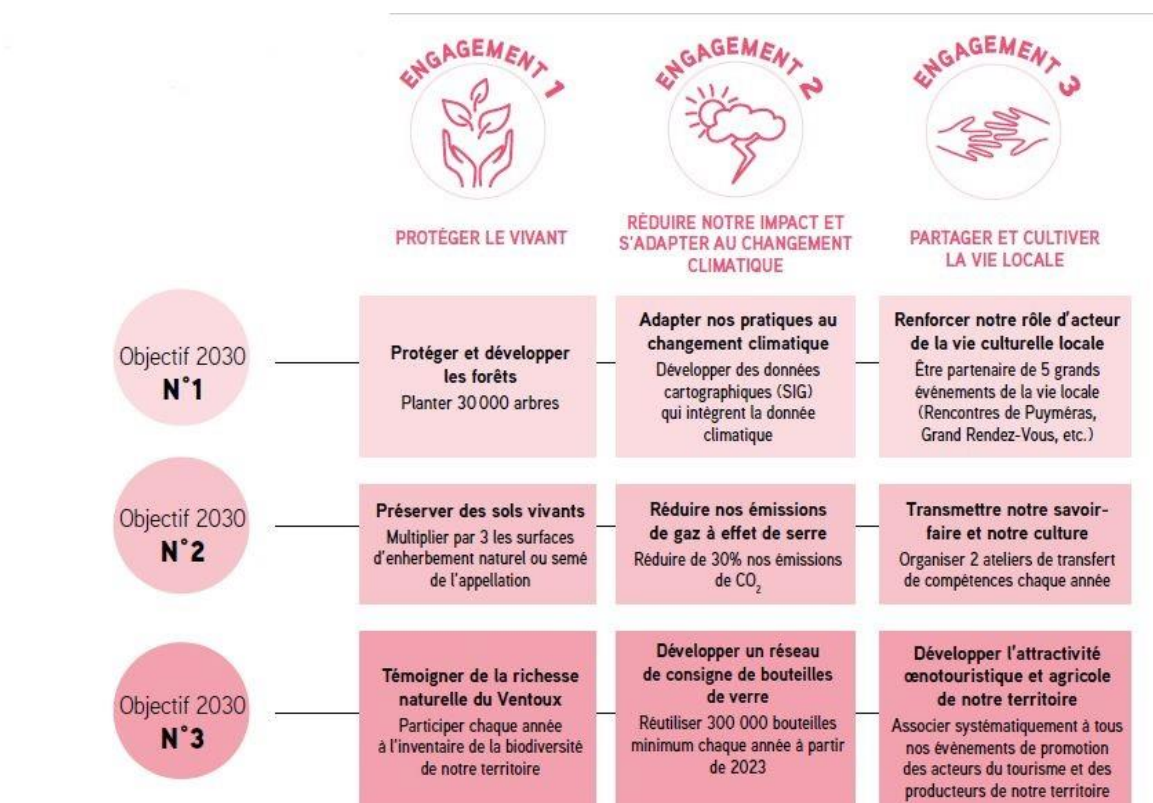 ENGAGEMENT 1
ENGAGEMENT 2
ENGAGEMENT 3
PROTÉGER LE VIVANT
RÉDUIRE NOTRE IMPACT ET
S'ADAPTER AU CHANGEMENT
CLIMATIQUE
PARTAGER ET CULTIVER
LA VIE LOCALE
Objectif 2030
N°1
Protéger et développer
les forêts
Planter 30 000 arbres
Adapter nos pratiques au
changement climatique
Développer des données
cartographiques (SIG)
qui intègrent la donnée
climatique
Renforcer notre rôle d'acteur
de la vie culturelle locale
Être partenaire de 5 grands
évènements de la vie locale
(Rencontres de Puyméras,
Grand Rendez-Vous, etc.)
Objectif 2030
N°2
Préserver des sols vivants
Multiplier par 3 les surfaces
d'enherbement naturel ou semé
de l'appellation
Réduire nos émissions
de gaz à effet de serre
Réduire de 30% nos émissions
de CO₂
Transmettre notre savoir-
faire et notre culture
Organiser 2 ateliers de transfert
de compétences chaque année
Objectif 2030
N°3
Témoigner de la richesse
naturelle du Ventoux
Participer chaque année
à l'inventaire de la biodiversité
de notre territoire
Développer un réseau
de consigne de bouteilles
de verre
Réutiliser 300 000 bouteilles
minimum chaque année à partir
de 2023
Développer l'attractivité
œnotouristique et agricole
de notre territoire
Associer systématiquement à tous
nos évènements de promotion
des acteurs du tourisme et des
producteurs de notre territoire